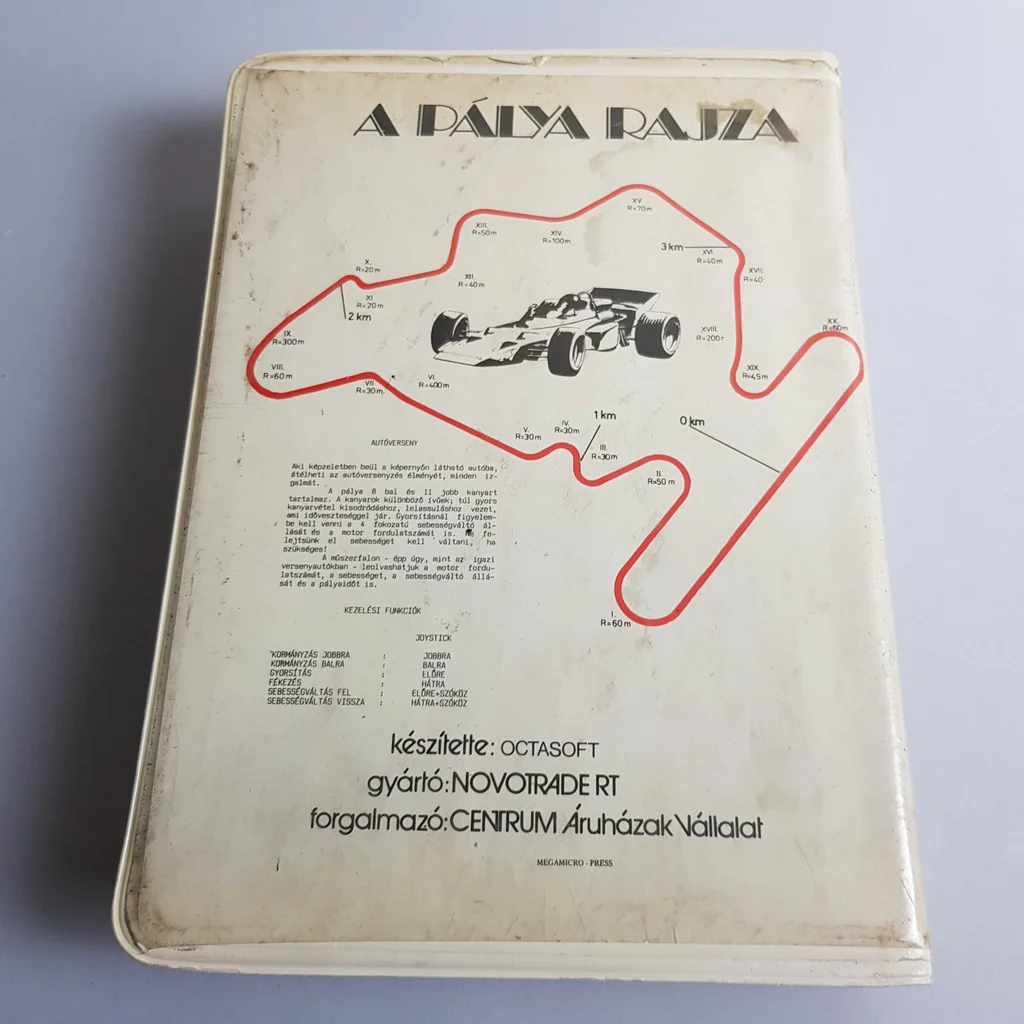 A PÁLYA RAJZA
XV
R=70m
XIII.
R=50m
XIV.
R=100m
3 km
XVI.
R=40m
X.
R=20m
XII.
R=40m
XVII.
R=40
XI
R=20m
2 km
IX.
R=300m
XVIII.
R=200r
XX
R=60m
VIII.
R=60m
VII.
R=30m
VI.
R=400m
XIX.
R=45m
1 km
0 km
V.
R=30m
IV.
R=30m
III.
R=30m
II.
R=50m
I.
R=60m
AUTÓVERSENY
Aki képzeletben beül a képernyőn látható autóba,
átélheti az autóversenyzés élményét, minden iz-
galmát.
A pálya 8 bal és 11 jobb kanyart
tartalmaz. A kanyarok különböző ívűek; túl gyors
kanyarvétel kisodródáshoz, lelassuláshoz vezet,
ami időveszteséggel jár. Gyorsításnál figyelem-
be kell venni a 4 fokozatú sebességváltó ál-
lását és a motor fordulatszámát is. Ne fe-
lejtsünk el sebességet kell váltani, ha
szükséges!
A műszerfalon - épp úgy, mint az igazi
versenyautókban - leolvashatjuk a motor fordu-
latszámát, a sebességet, a sebességváltó állá-
sát és a pályaidőt is.
KEZELÉSI FUNKCIÓK
JOYSTICK
KORMÁNYZÁS JOBBRA : JOBBRA
KORMÁNYZÁS BALRA : BALRA
GYORSÍTÁS : ELŐRE
FÉKEZÉS : HÁTRA
SEBESSÉGVÁLTÁS FEL : ELŐRE+SZÓKÖZ
SEBESSÉGVÁLTÁS VISSZA : HÁTRA+SZÓKÖZ
készítette: OCTASOFT
gyártó: NOVOTRADE RT
forgalmazó: CENTRUM Áruházak Vállalat
MEGAMICRO - PRESS